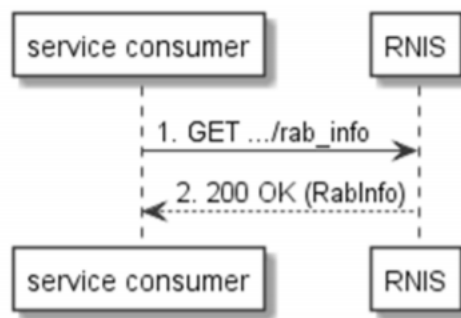 service consumer
RNIS
1. GET .../rab_info
2. 200 OK (RabInfo)
service consumer
RNIS